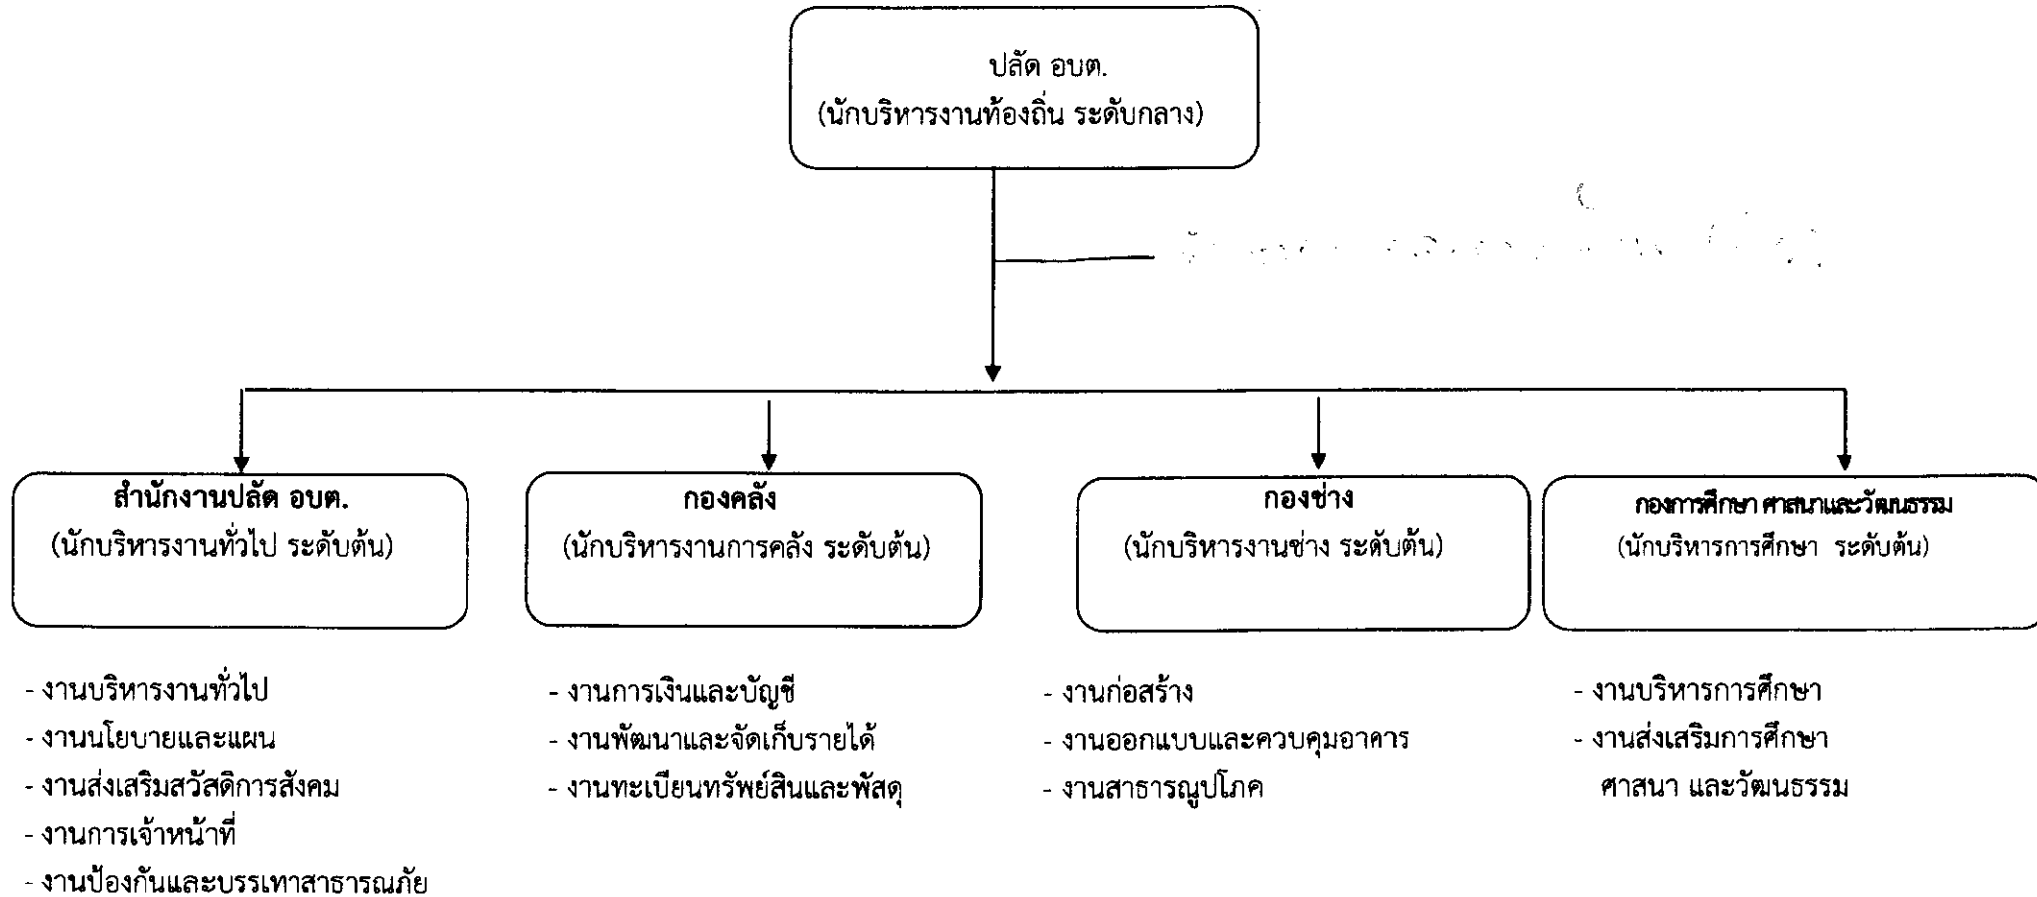 ปลัด อบต.
(นักบริหารงานท้องถิ่น ระดับกลาง)
สำนักงานปลัด อบต.
(นักบริหารงานทั่วไป ระดับต้น)
กองคลัง
(นักบริหารงานการคลัง ระดับต้น)
กองช่าง
(นักบริหารงานช่าง ระดับต้น)
กองการศึกษา ศาสนาและวัฒนธรรม
(นักบริหารการศึกษา ระดับต้น)
- งานบริหารงานทั่วไป
- งานนโยบายและแผน
- งานส่งเสริมสวัสดิการสังคม
- งานการเจ้าหน้าที่
- งานป้องกันและบรรเทาสาธารณภัย
- งานการเงินและบัญชี
- งานพัฒนาและจัดเก็บรายได้
- งานทะเบียนทรัพย์สินและพัสดุ
- งานก่อสร้าง
- งานออกแบบและควบคุมอาคาร
- งานสาธารณูปโภค
- งานบริหารการศึกษา
- งานส่งเสริมการศึกษา
ศาสนา และวัฒนธรรม